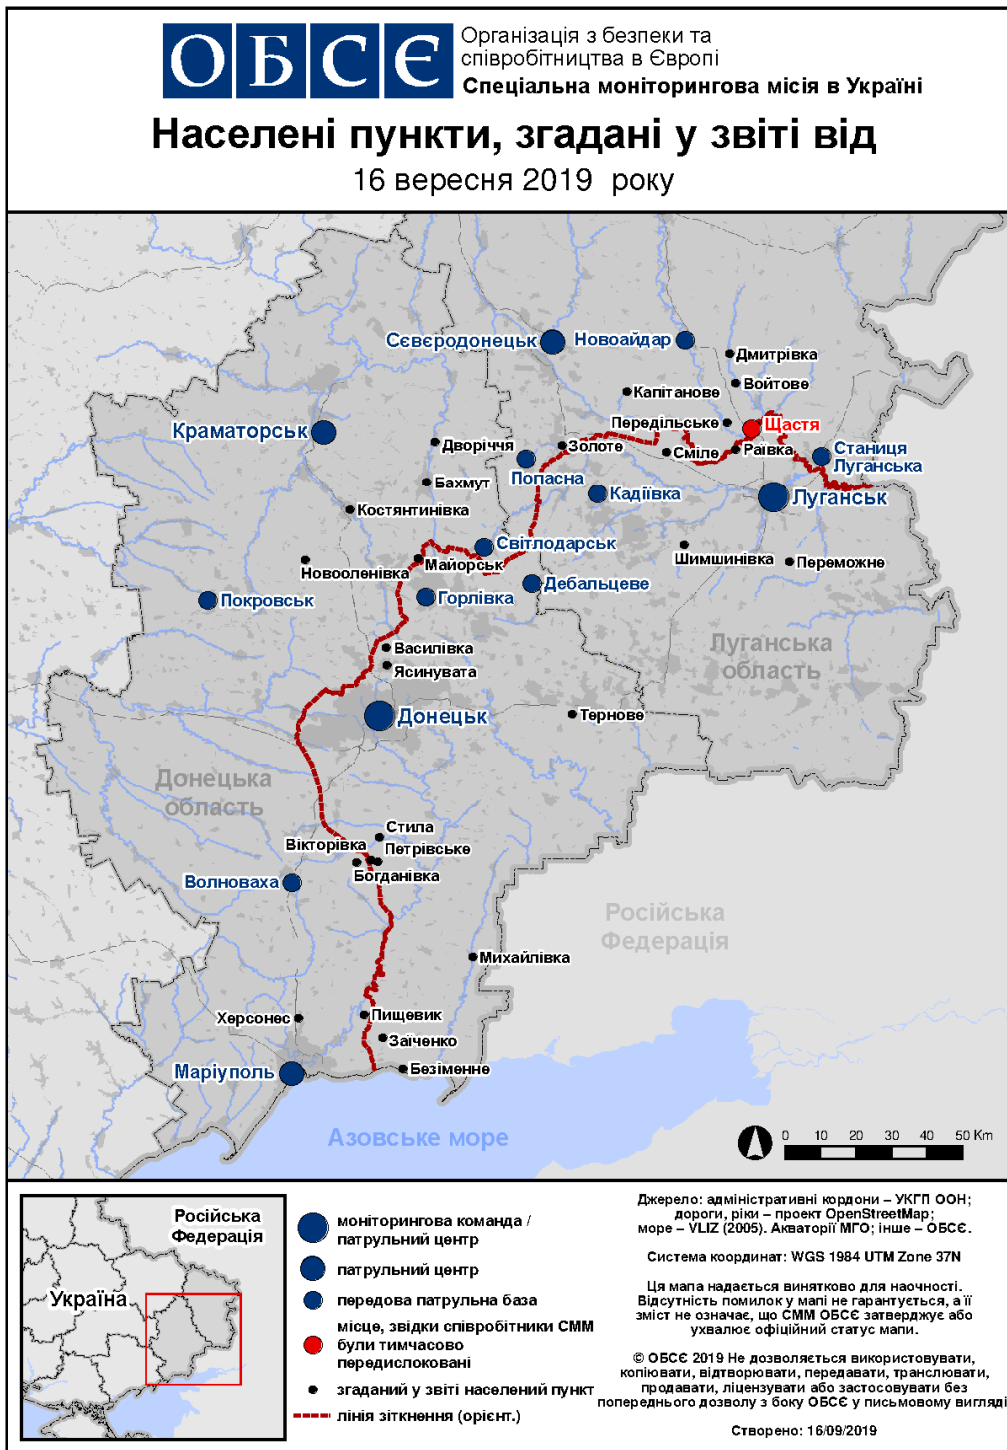 ОБСЄ
Організація з безпеки та
співробітництва в Європі
Спеціальна моніторингова місія в Україні
Населені пункти, згадані у звіті від
16 вересня 2019 року
Сєвєродонецьк
Новоайдар
Дмитрівка
Войтове
Капітанове
Передільське
Щастя
Краматорськ
Дворіччя
Золоте
Сміле
Раївка
Станиця
Луганська
Попасна
Бахмут
Кадіївка
Луганськ
Костянтинівка
Світлодарськ
Майорськ
Новооленівка
Шимшинівка
Переможне
Дебальцеве
Покровськ
Горлівка
Василівка
Ясинувата
Луганська
область
Донецьк
Тернове
Донецька
область
Стила
Вікторівка
Петрівське
Богданівка
Волноваха
Російська
Федерація
Михайлівка
Херсонес
Пищевик
Заїченко
Маріуполь
Безіменне
Азовське море
0 10 20 30 40 50 Km
Російська
Федерація
Україна
моніторингова команда /
патрульний центр
патрульний центр
передова патрульна база
місце, звідки співробітники СММ
були тимчасово
передислоковані
згаданий у звіті населений пункт
лінія зіткнення (орієнт.)
Джерело: адміністративні кордони – УКГП ООН;
дороги, ріки – проект OpenStreetMap;
море – VLIZ (2005). Акваторії МГО; інше – ОБСЄ.
Система координат: WGS 1984 UTM Zone 37N
Ця мапа надається винятково для наочності.
Відсутність помилок у мапі не гарантується, а її
зміст не означає, що СММ ОБСЄ затверджує або
ухвалює офіційний статус мапи.
© ОБСЄ 2019 Не дозволяється використовувати,
копіювати, відтворювати, передавати, транслювати,
продавати, ліцензувати або застосовувати без
попереднього дозволу з боку ОБСЄ у письмовому вигляді
Створено: 16/09/2019